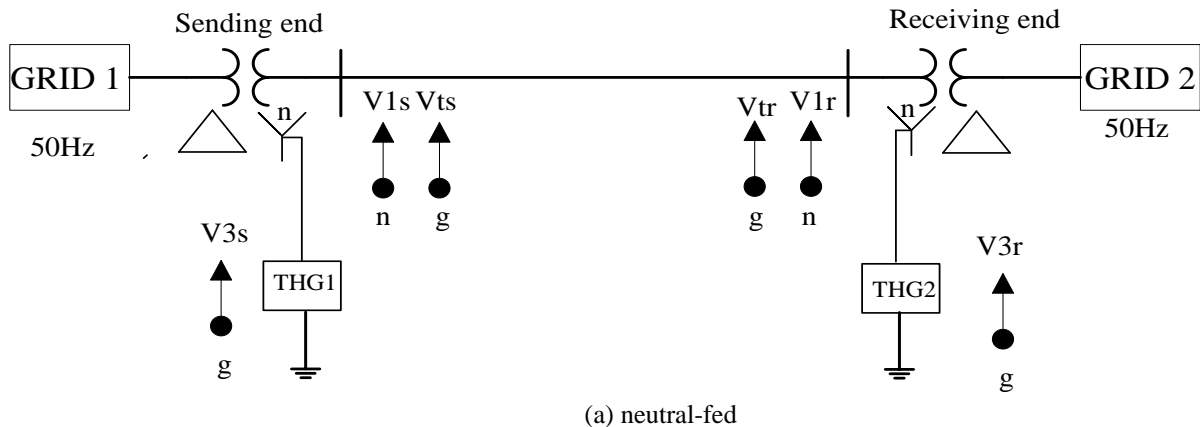 Sending end
Receiving end
GRID 1
GRID 2
50Hz
50Hz
n
n
V1s Vts
Vtr V1r
n g
g n
V3s
V3r
THG1
THG2
g
g
(a) neutral-fed